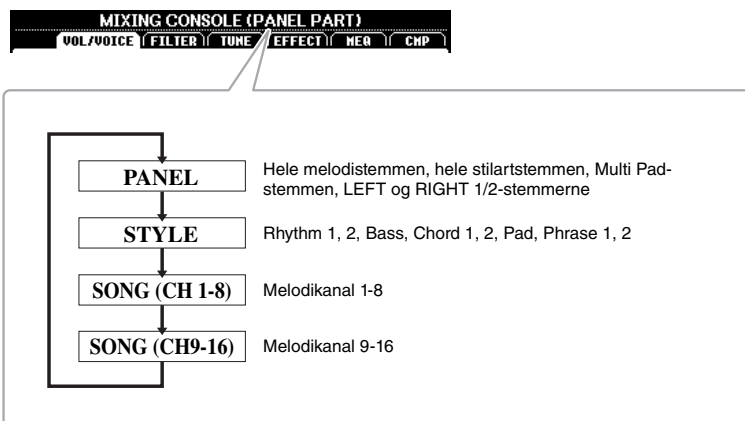 MIXING CONSOLE (PANEL PART)
VOL/VOICE FILTER TUNE EFFECT MEQ CMP
PANEL
Hele melodistemmen, hele stilartstemmen, Multi Pad-
stemmen, LEFT og RIGHT 1/2-stemmerne
STYLE
Rhythm 1, 2, Bass, Chord 1, 2, Pad, Phrase 1, 2
SONG (CH 1-8)
Melodikanal 1-8
SONG (CH9-16)
Melodikanal 9-16